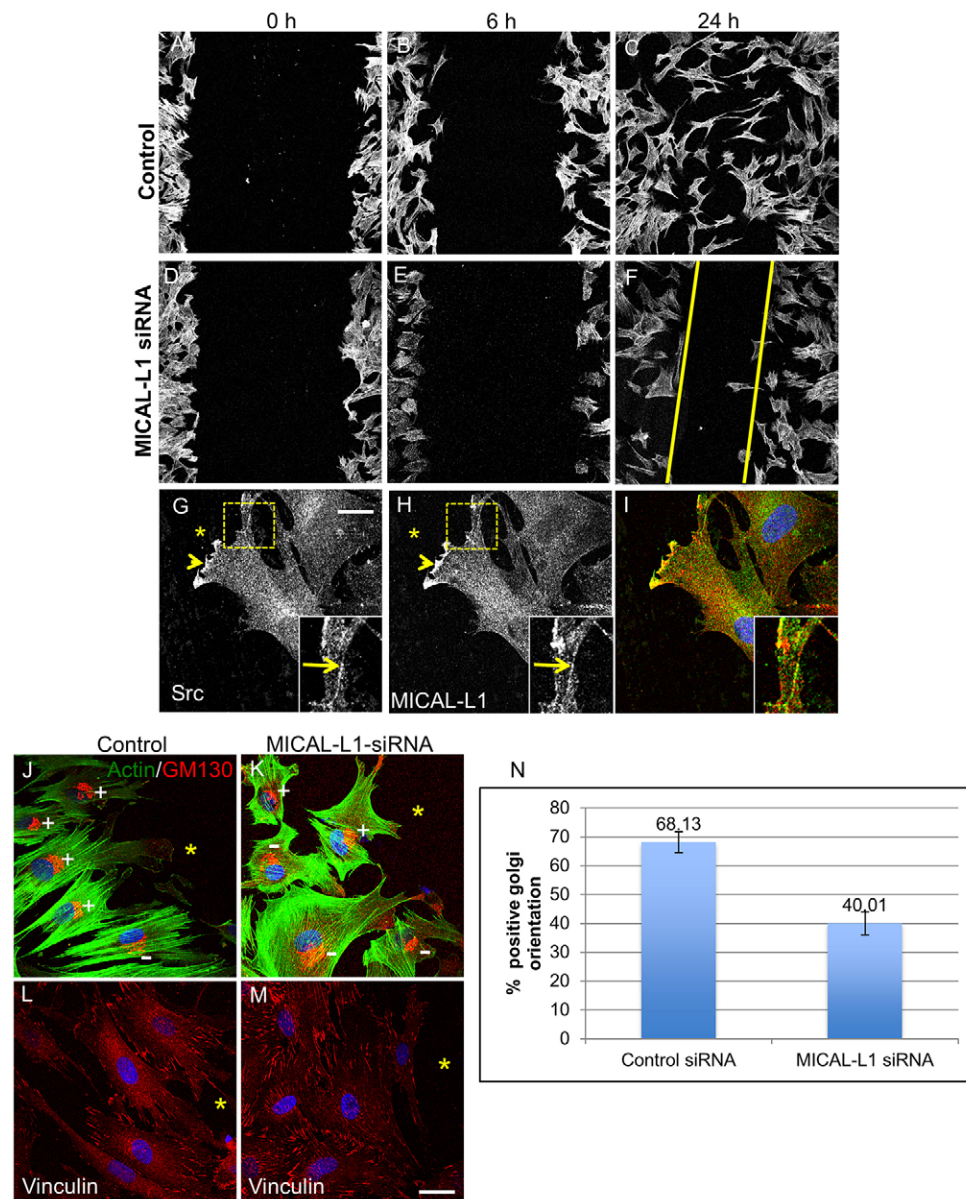 0 h 6 h 24 h
Control
A B C
MICAL-L1 siRNA
D E F
G H I
*
*
Src
MICAL-L1
Control MICAL-L1-siRNA
J Actin/GM130 K
+ +
+ +
+ -
+ -
- -
*
*
L M
*
*
Vinculin Vinculin
N
% positive golgi
orientation
80
70
60
50
40
30
20
10
0
68,13
40,01
Control siRNA MICAL-L1 siRNA